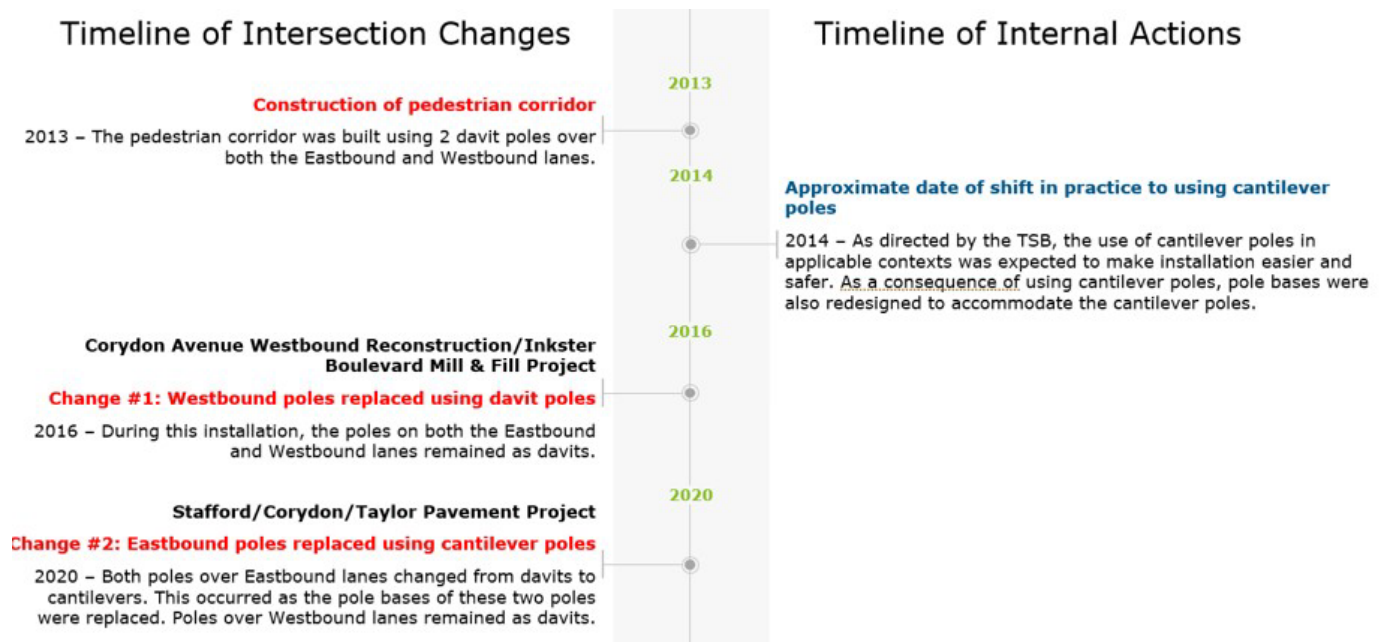 Timeline of Intersection Changes
Timeline of Internal Actions
2013
Construction of pedestrian corridor
2013 – The pedestrian corridor was built using 2 davit poles over
both the Eastbound and Westbound lanes.
2014
Approximate date of shift in practice to using cantilever
poles
2014 – As directed by the TSB, the use of cantilever poles in
applicable contexts was expected to make installation easier and
safer. As a consequence of using cantilever poles, pole bases were
also redesigned to accommodate the cantilever poles.
2016
Corydon Avenue Westbound Reconstruction/Inkster
Boulevard Mill & Fill Project
Change #1: Westbound poles replaced using davit poles
2016 – During this installation, the poles on both the Eastbound
and Westbound lanes remained as davits.
2020
Stafford/Corydon/Taylor Pavement Project
Change #2: Eastbound poles replaced using cantilever poles
2020 – Both poles over Eastbound lanes changed from davits to
cantilevers. This occurred as the pole bases of these two poles
were replaced. Poles over Westbound lanes remained as davits.